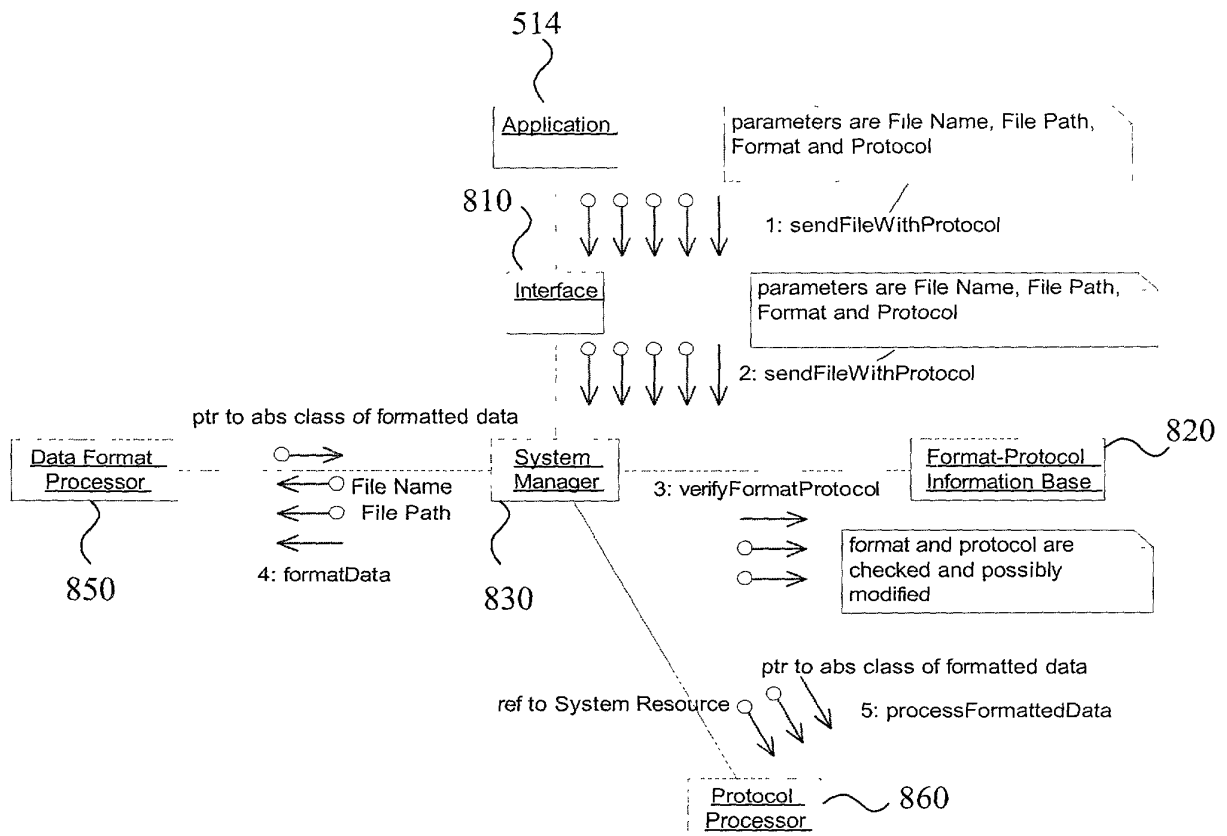 514
Application
parameters are File Name, File Path,
Format and Protocol
810
1: sendFileWithProtocol
Interface
parameters are File Name, File Path,
Format and Protocol
2: sendFileWithProtocol
ptr to abs class of formatted data
820
Data Format
Processor
System
Manager
Format-Protocol
Information Base
File Name
File Path
3: verifyFormatProtocol
4: formatData
850
830
format and protocol are
checked and possibly
modified
ptr to abs class of formatted data
ref to System Resource
5: processFormattedData
Protocol
Processor
860